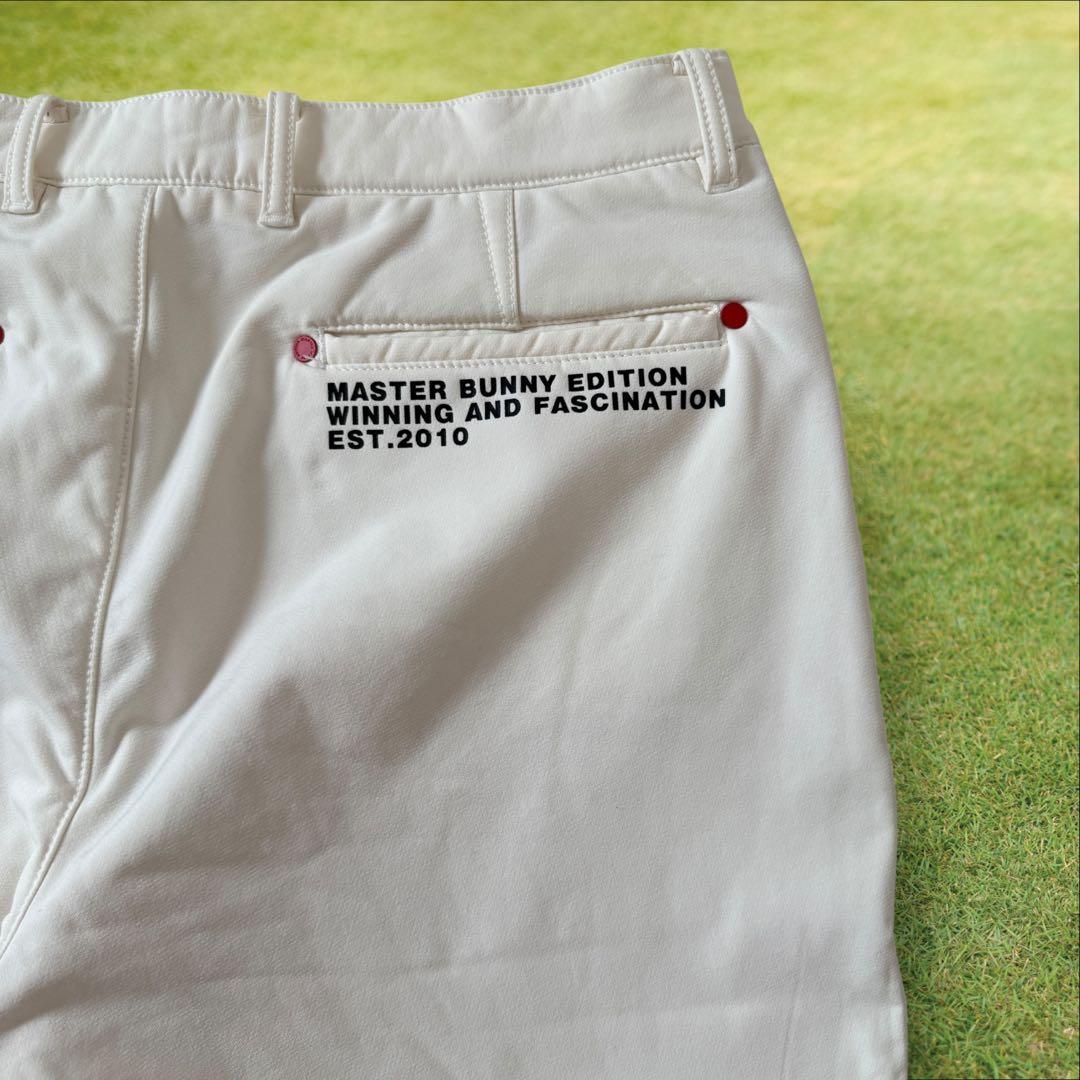 MASTER BUNNY EDITION
WINNING AND FASCINATION
EST.2010